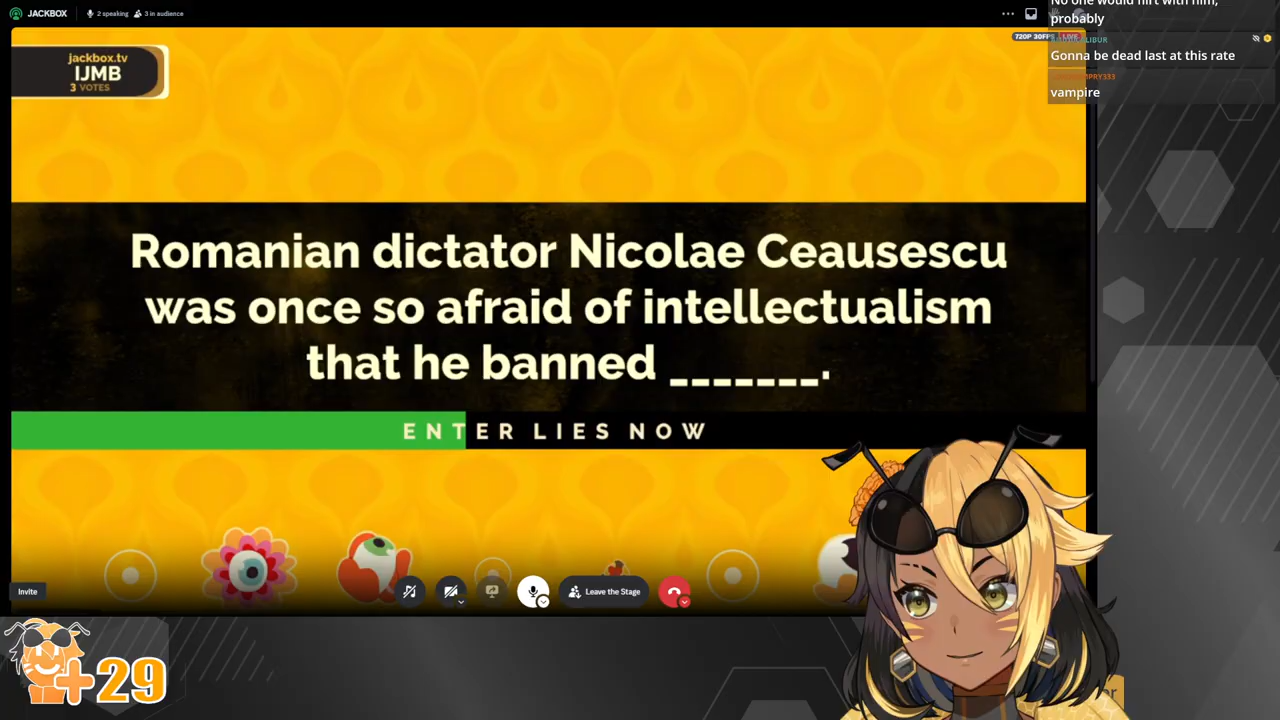 JACKBOX
2 speaking
3 in audience
No one would flirt with him,
probably
720P 30FPS
LIVE
Gonna be dead last at this rate
vampire
jackbox.tv
IJMB
3 VOTES
Romanian dictator Nicolae Ceausescu
was once so afraid of intellectualism
that he banned _______.
ENTER LIES NOW
Invite
Leave the Stage
+29